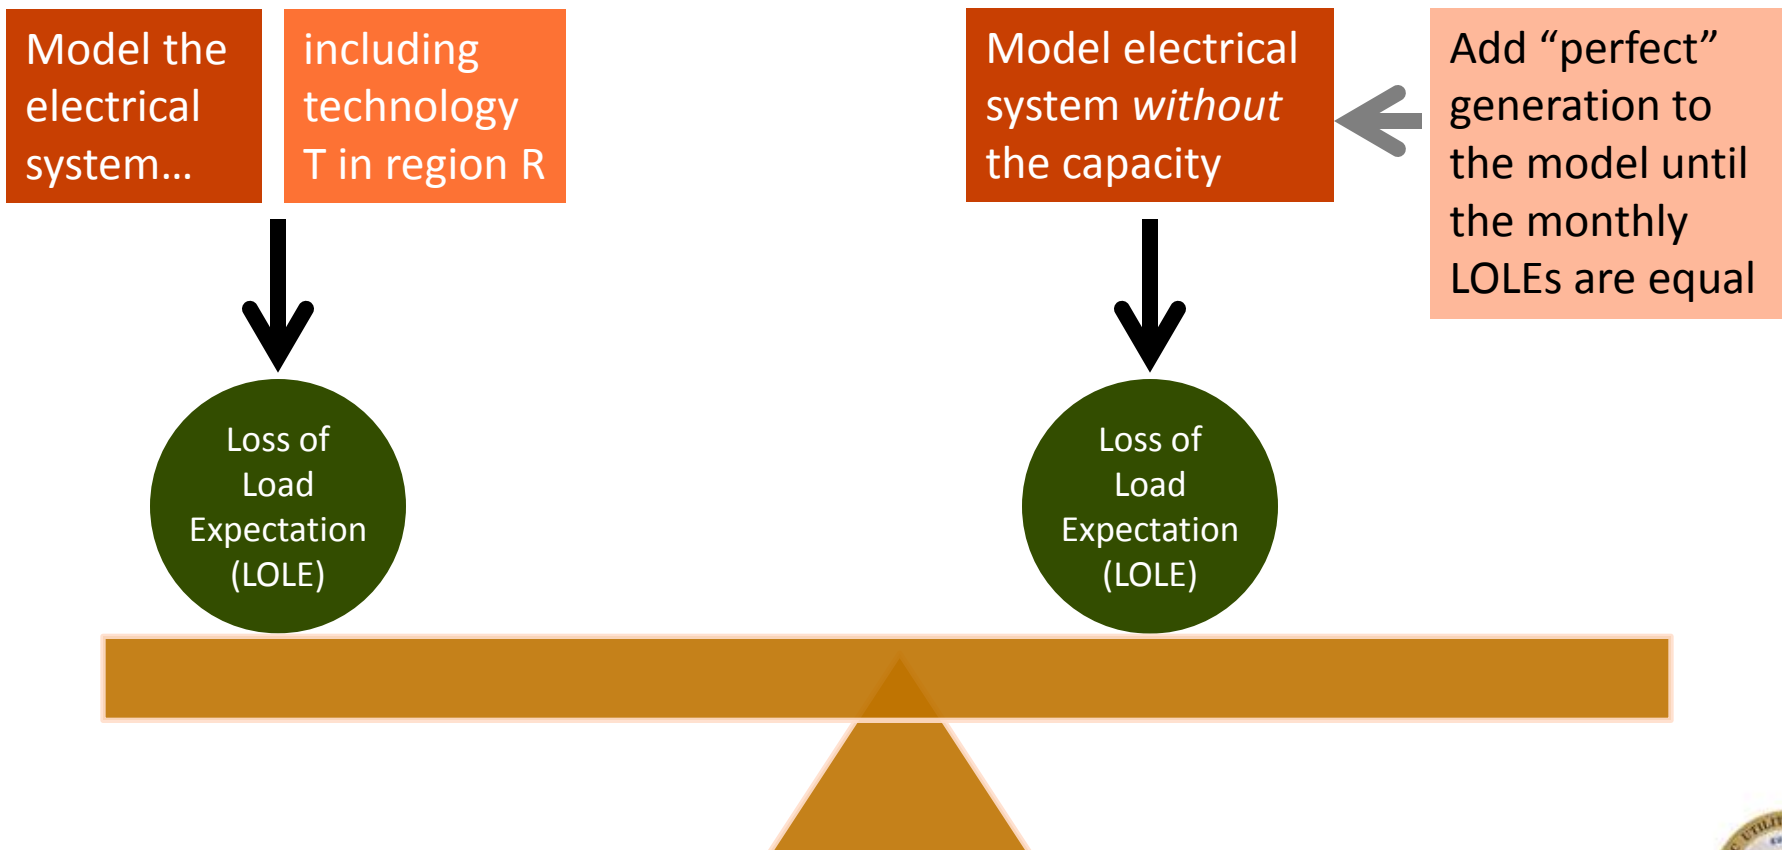 Model the
electrical
system…
including
technology
T in region R
Model electrical
system without
the capacity
Add “perfect”
generation to
the model until
the monthly
LOLEs are equal
Loss of
Load
Expectation
(LOLE)
Loss of
Load
Expectation
(LOLE)